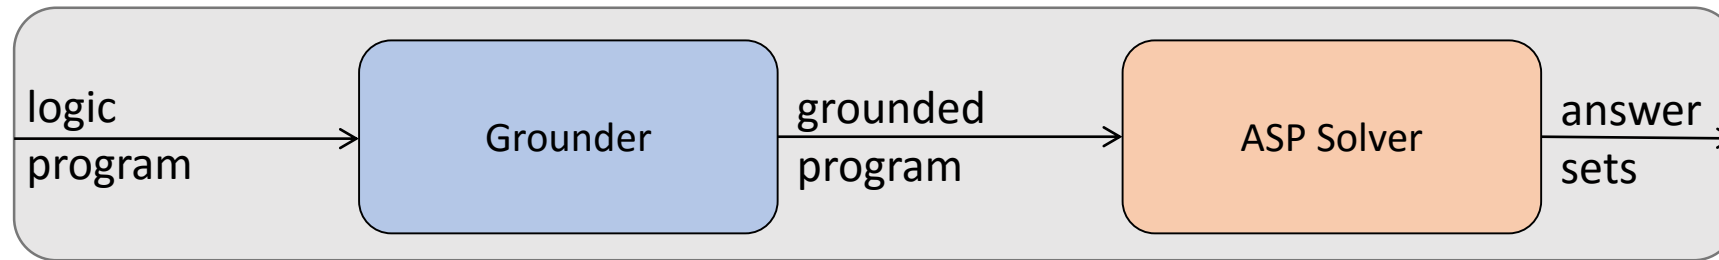 logic
program
Grounder
grounded
program
ASP Solver
answer
sets